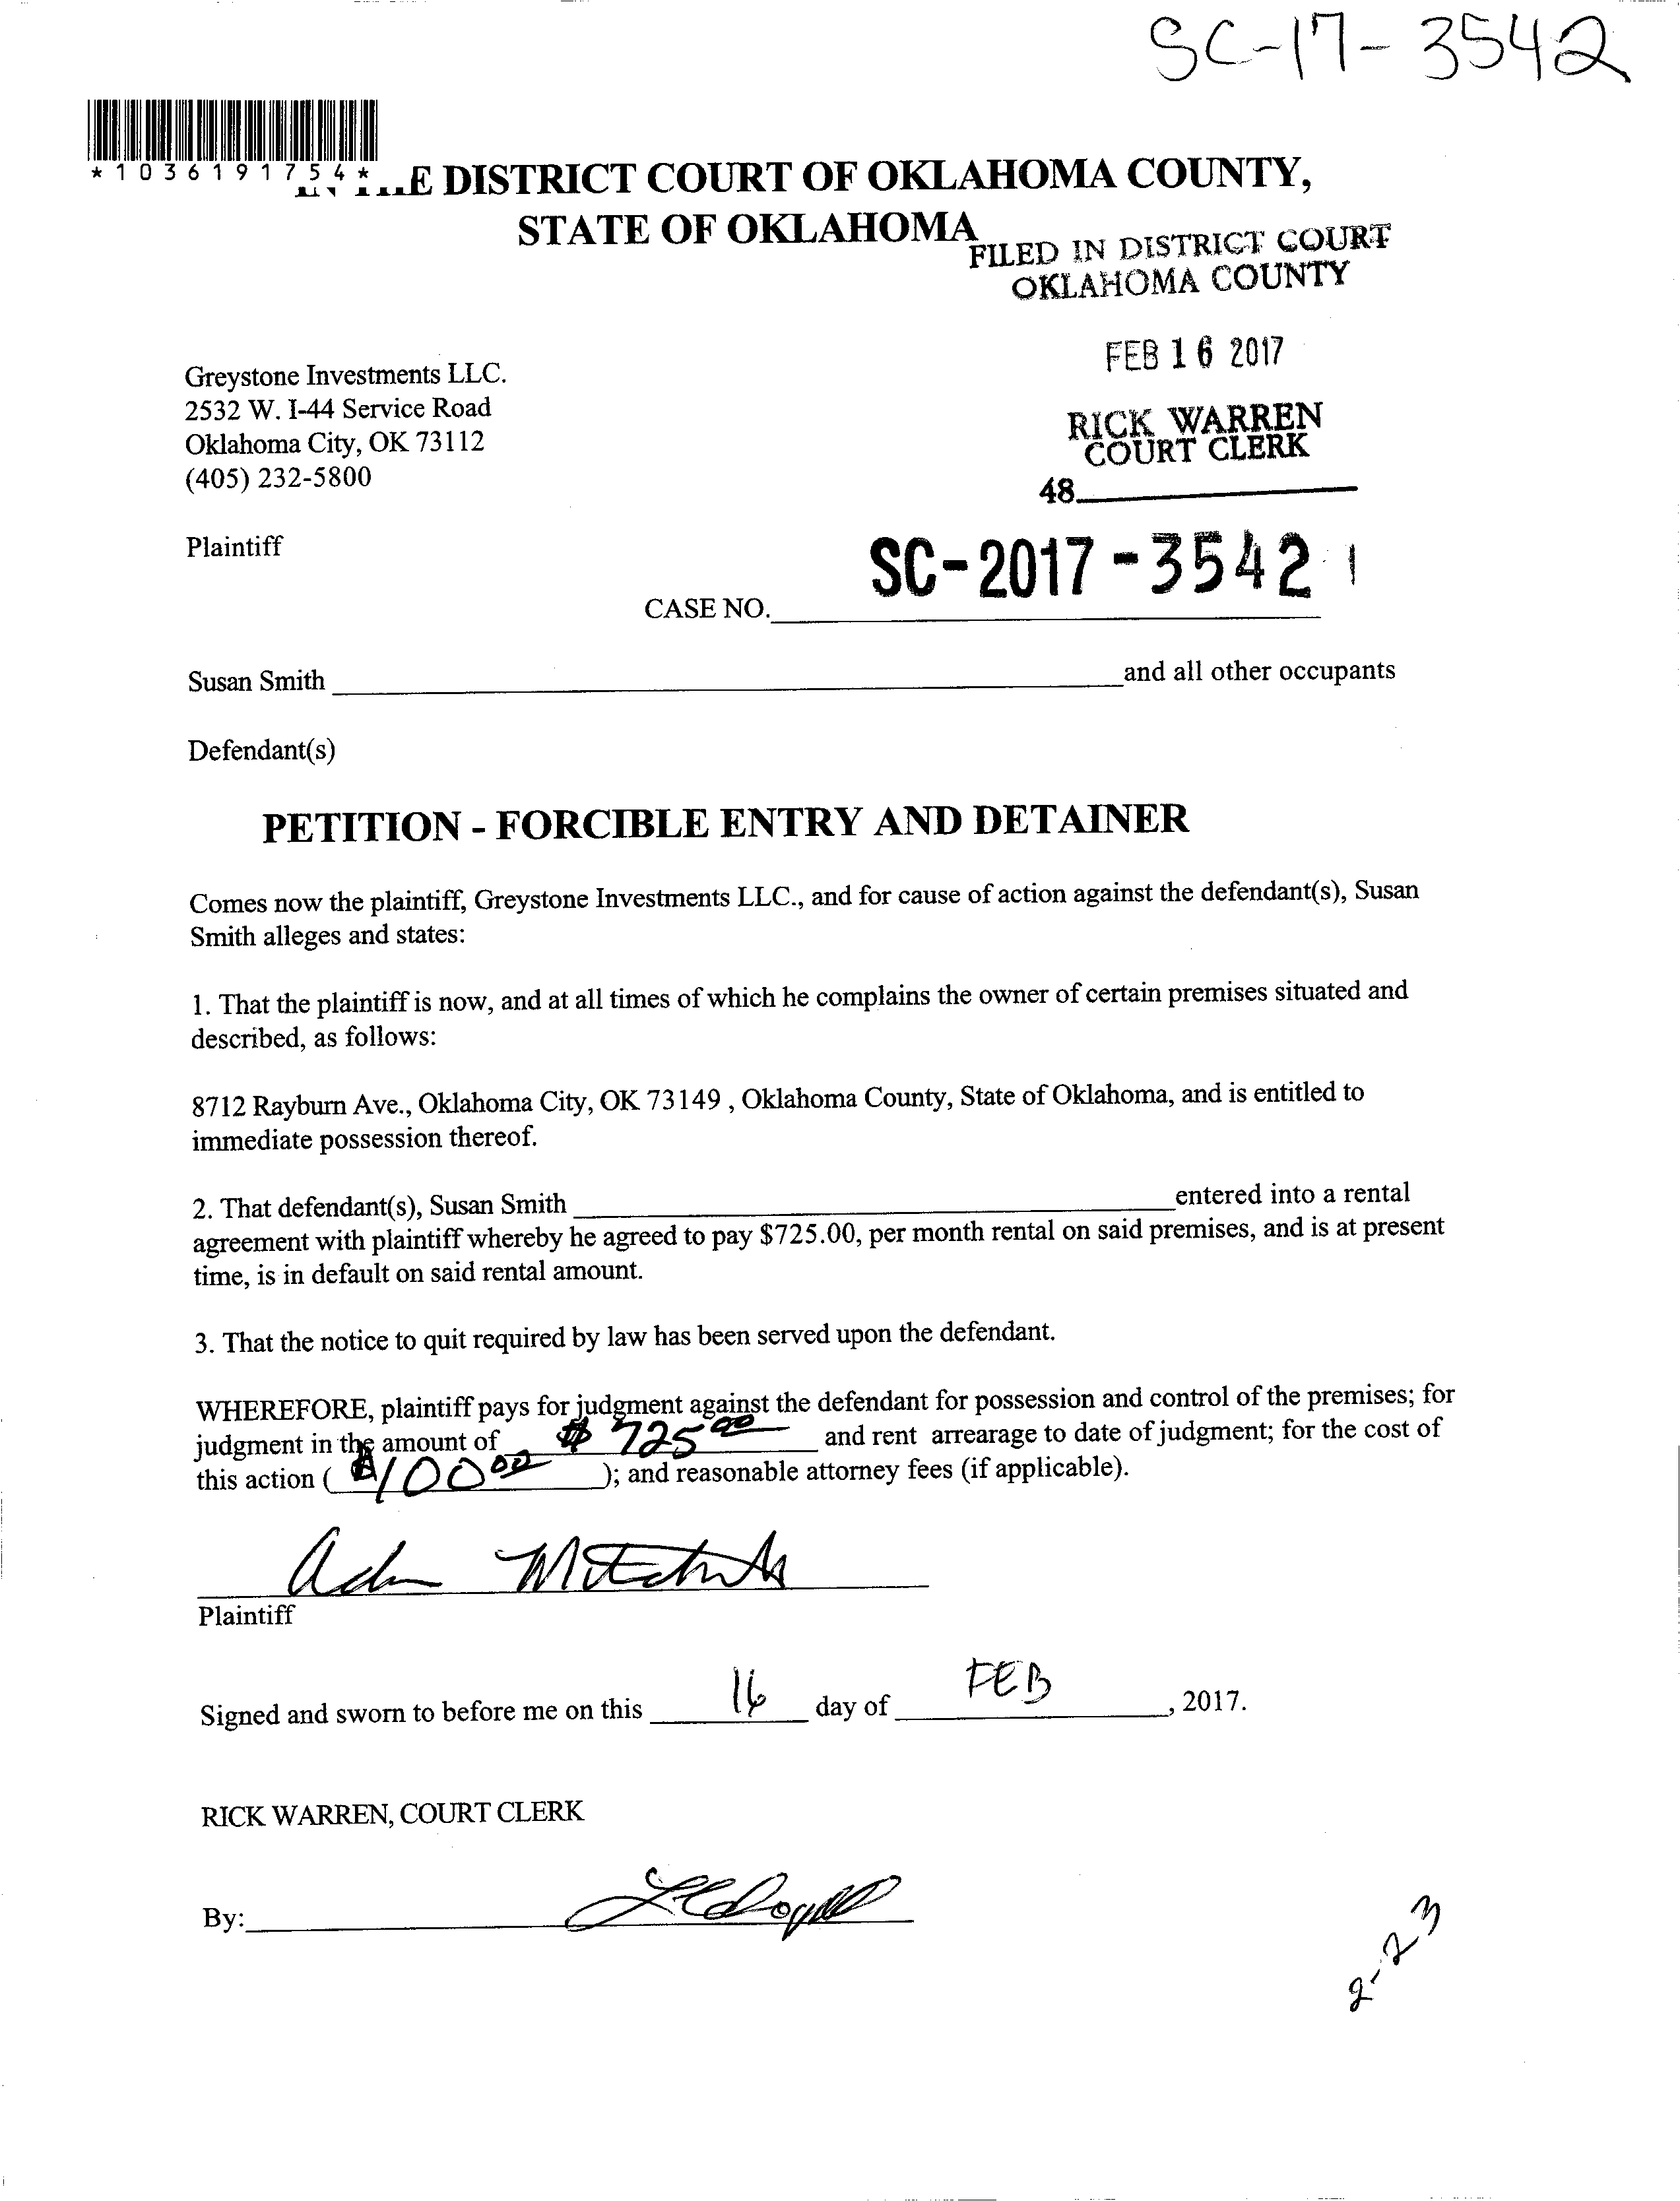 SC-17-3542
*1036191754*
E DISTRICT COURT OF OKLAHOMA COUNTY,
STATE OF OKLAHOMA
FILED IN DISTRICT COURT
OKLAHOMA COUNTY
FEB 16 2017
RICK WARREN
COURT CLERK
48
Greystone Investments LLC.
2532 W. I-44 Service Road
Oklahoma City, OK 73112
(405) 232-5800
Plaintiff
SC-2017-3542
CASE NO.
Susan Smith and all other occupants
Defendant(s)
PETITION - FORCIBLE ENTRY AND DETAINER
Comes now the plaintiff, Greystone Investments LLC., and for cause of action against the defendant(s), Susan
Smith alleges and states:
1. That the plaintiff is now, and at all times of which he complains the owner of certain premises situated and
described, as follows:
8712 Rayburn Ave., Oklahoma City, OK 73149 , Oklahoma County, State of Oklahoma, and is entitled to
immediate possession thereof.
2. That defendant(s), Susan Smith entered into a rental
agreement with plaintiff whereby he agreed to pay $725.00, per month rental on said premises, and is at present
time, is in default on said rental amount.
3. That the notice to quit required by law has been served upon the defendant.
WHEREFORE, plaintiff pays for judgment against the defendant for possession and control of the premises; for
judgment in the amount of $725.00 and rent arrearage to date of judgment; for the cost of
this action ( $100.00 ); and reasonable attorney fees (if applicable).
Plaintiff
Signed and sworn to before me on this 16 day of FEB, 2017.
RICK WARREN, COURT CLERK
By:
2-23